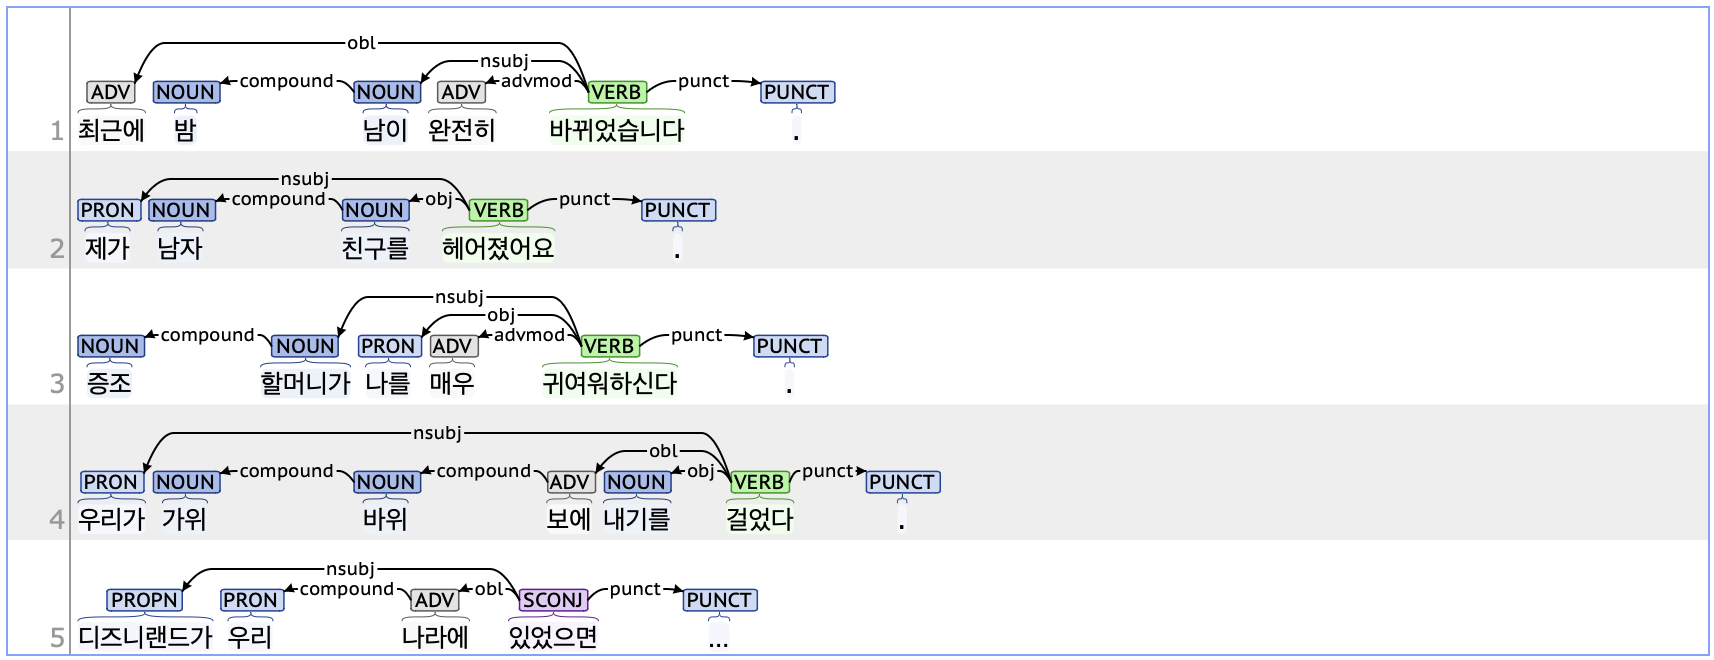 obl
nsubj
compound advmod punct
ADV NOUN NOUN ADV VERB PUNCT
1 최근에 밤 남이 완전히 바뀌었습니다 .
nsubj
compound obj punct
PRON NOUN NOUN VERB PUNCT
2 제가 남자 친구를 헤어졌어요 .
nsubj
obj
compound advmod punct
NOUN NOUN PRON ADV VERB PUNCT
3 증조 할머니가 나를 매우 귀여워하신다 .
nsubj
obl
compound compound obj punct
PRON NOUN NOUN ADV NOUN VERB PUNCT
4 우리가 가위 바위 보에 내기를 걸었다 .
nsubj
compound obl punct
PROPN PRON ADV SCONJ PUNCT
5 디즈니랜드가 우리 나라에 있었으면 ...